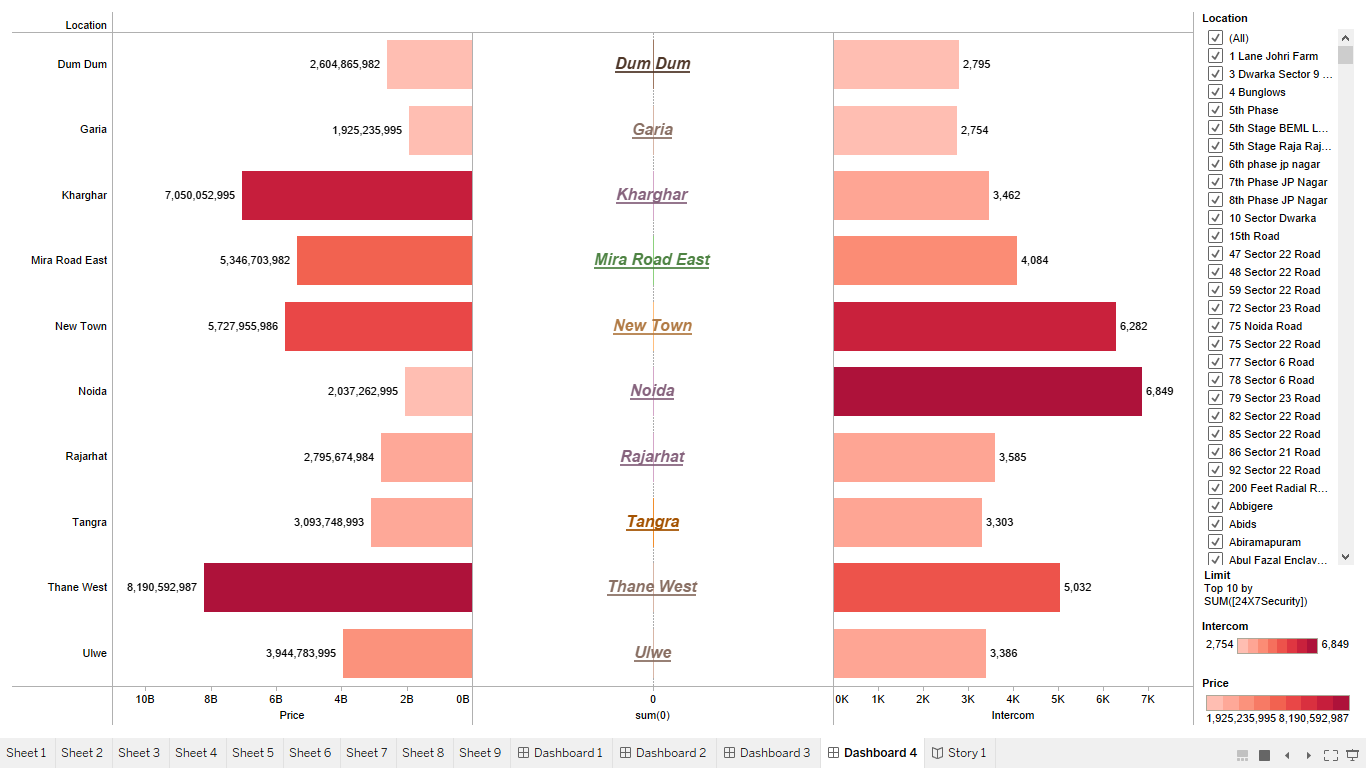 Location
Dum Dum
2,604,865,982
Dum Dum
2,795
Garia
1,925,235,995
Garia
2,754
Kharghar
7,050,052,995
Kharghar
3,462
Mira Road East
5,346,703,982
Mira Road East
4,084
New Town
5,727,955,986
New Town
6,282
Noida
2,037,262,995
Noida
6,849
Rajarhat
2,795,674,984
Rajarhat
3,585
Tangra
3,093,748,993
Tangra
3,303
Thane West
8,190,592,987
Thane West
5,032
Ulwe
3,944,783,995
Ulwe
3,386
10B 8B 6B 4B 2B 0B
Price
0
sum(0)
0K 1K 2K 3K 4K 5K 6K 7K
Intercom
Location
(All)
1 Lane Johri Farm
3 Dwarka Sector 9 ...
4 Bunglows
5th Phase
5th Stage BEML L...
5th Stage Raja Raj...
6th phase jp nagar
7th Phase JP Nagar
8th Phase JP Nagar
10 Sector Dwarka
15th Road
47 Sector 22 Road
48 Sector 22 Road
59 Sector 22 Road
72 Sector 23 Road
75 Noida Road
75 Sector 22 Road
77 Sector 6 Road
78 Sector 6 Road
79 Sector 23 Road
82 Sector 22 Road
85 Sector 22 Road
86 Sector 21 Road
92 Sector 22 Road
200 Feet Radial R...
Abbigere
Abids
Abiramapuram
Abul Fazal Enclav...
Limit
Top 10 by
SUM([24X7Security])
Intercom
2,754 6,849
Price
1,925,235,995 8,190,592,987
Sheet 1 Sheet 2 Sheet 3 Sheet 4 Sheet 5 Sheet 6 Sheet 7 Sheet 8 Sheet 9 Dashboard 1 Dashboard 2 Dashboard 3 Dashboard 4 Story 1